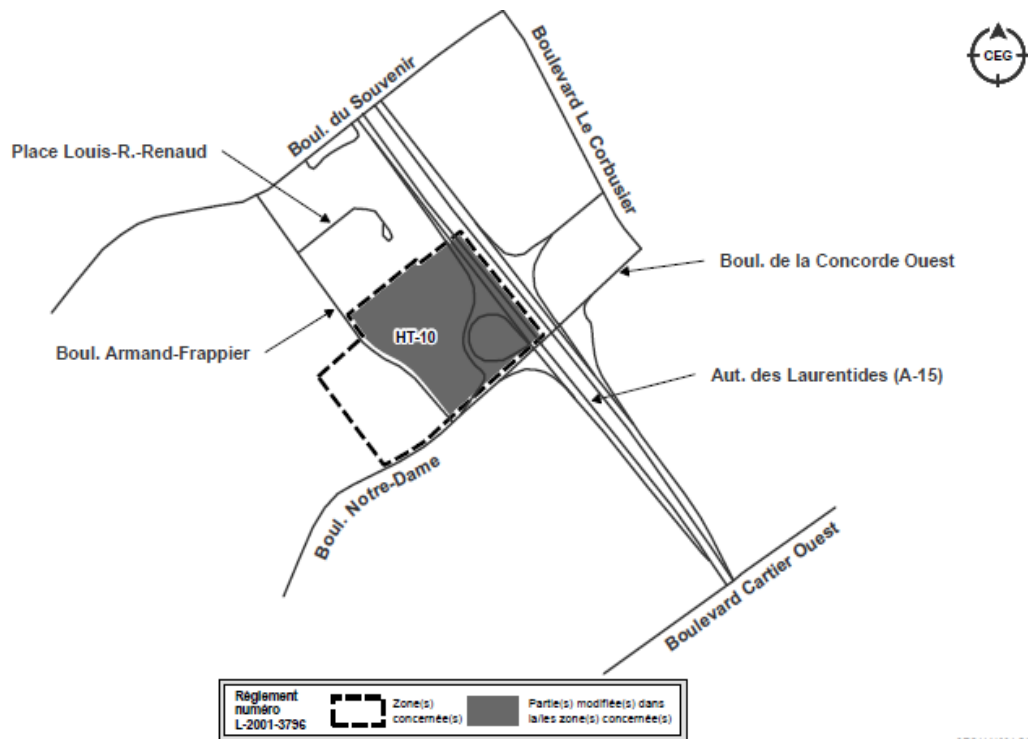 CEG
Boul. du Souvenir
Boulevard Le Corbusier
Place Louis-R.-Renaud
Boul. de la Concorde Ouest
HT-10
Boul. Armand-Frappier
Aut. des Laurentides (A-15)
Boul. Notre-Dame
Boulevard Cartier Ouest
Règlement
numéro
L-2001-3796
Zone(s)
concernée(s)
Partie(s) modifiée(s) dans
la/les zone(s) concernée(s)